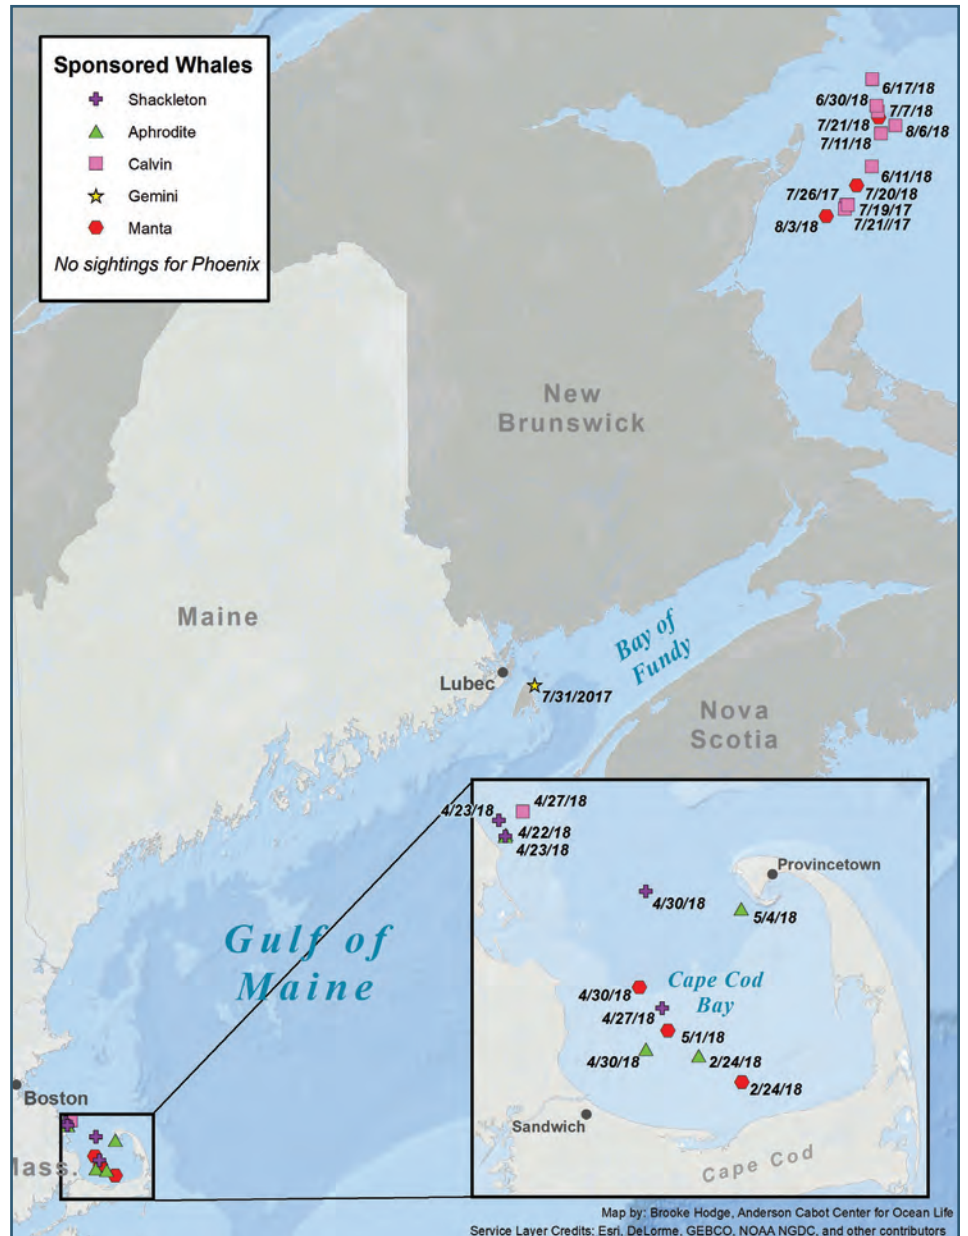 Sponsored Whales
Shackleton
Aphrodite
Calvin
Gemini
Manta
No sightings for Phoenix
6/17/18
6/30/18
7/7/18
7/21/18
8/6/18
7/11/18
6/11/18
7/26/17
7/20/18
7/19/17
8/3/18
7/21//17
New
Brunswick
Maine
Bay of
Fundy
Lubec
7/31/2017
Nova
Scotia
Gulf of
Maine
Boston
Mass.
4/23/18
4/27/18
4/22/18
4/23/18
Provincetown
4/30/18
5/4/18
Cape Cod
Bay
4/30/18
4/27/18
5/1/18
4/30/18
2/24/18
2/24/18
Sandwich
Cape Cod
Map by: Brooke Hodge, Anderson Cabot Center for Ocean Life
Service Layer Credits: Esri, DeLorme, GEBCO, NOAA NGDC, and other contributors